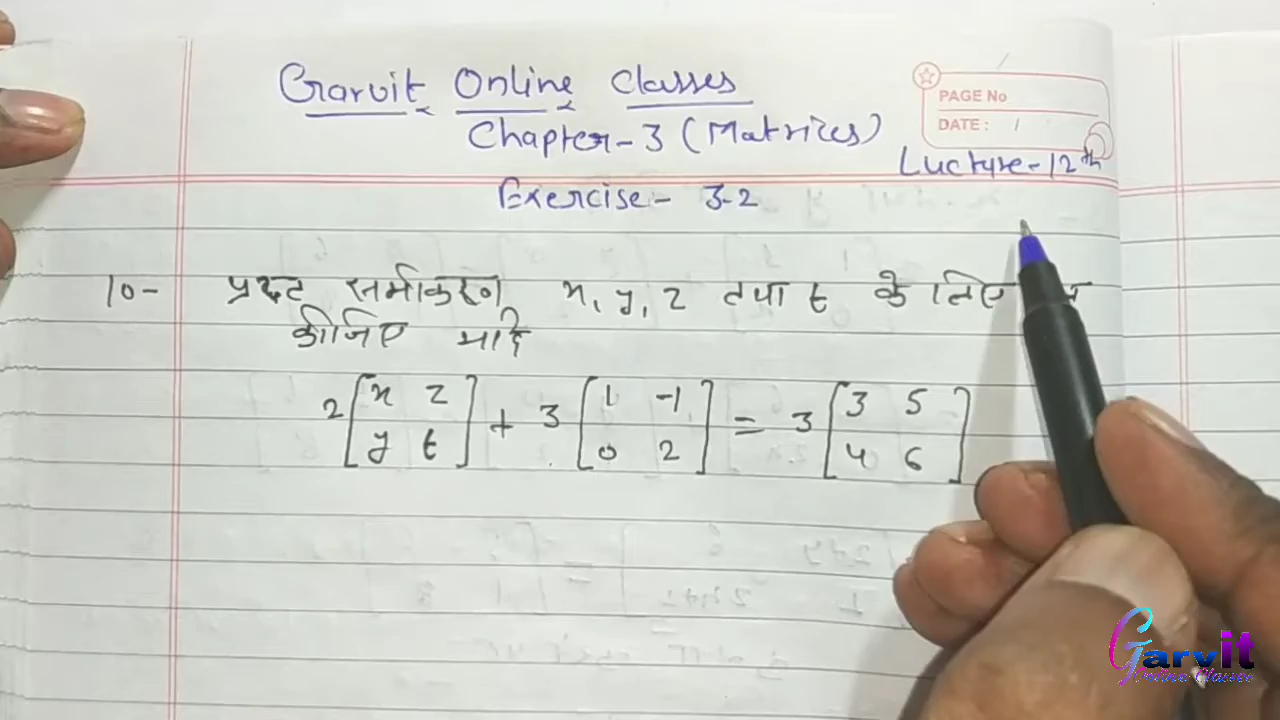 Garvit Online Classes
PAGE No
DATE :
Chapter-3 (Matrices)
Lucture-12th
Exercise- 3.2
10- प्रदत्त समीकरण x, y, z तथा t के लिए
कीजिए यदि
2 [x z] + 3 [1 -1] = 3 [3 5]
[y t] [0 2] [4 6]
Garvit
Online Classes